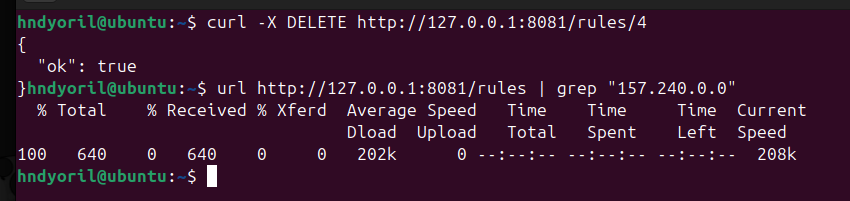 hndyoril@ubuntu:~$ curl -X DELETE http://127.0.0.1:8081/rules/4
{
  "ok": true
}hndyoril@ubuntu:~$ url http://127.0.0.1:8081/rules | grep "157.240.0.0"
  % Total    % Received % Xferd  Average Speed   Time    Time     Time  Current
                                 Dload  Upload   Total   Spent    Left  Speed
100   640    0   640    0     0   202k      0 --:--:-- --:--:-- --:--:--  208k
hndyoril@ubuntu:~$